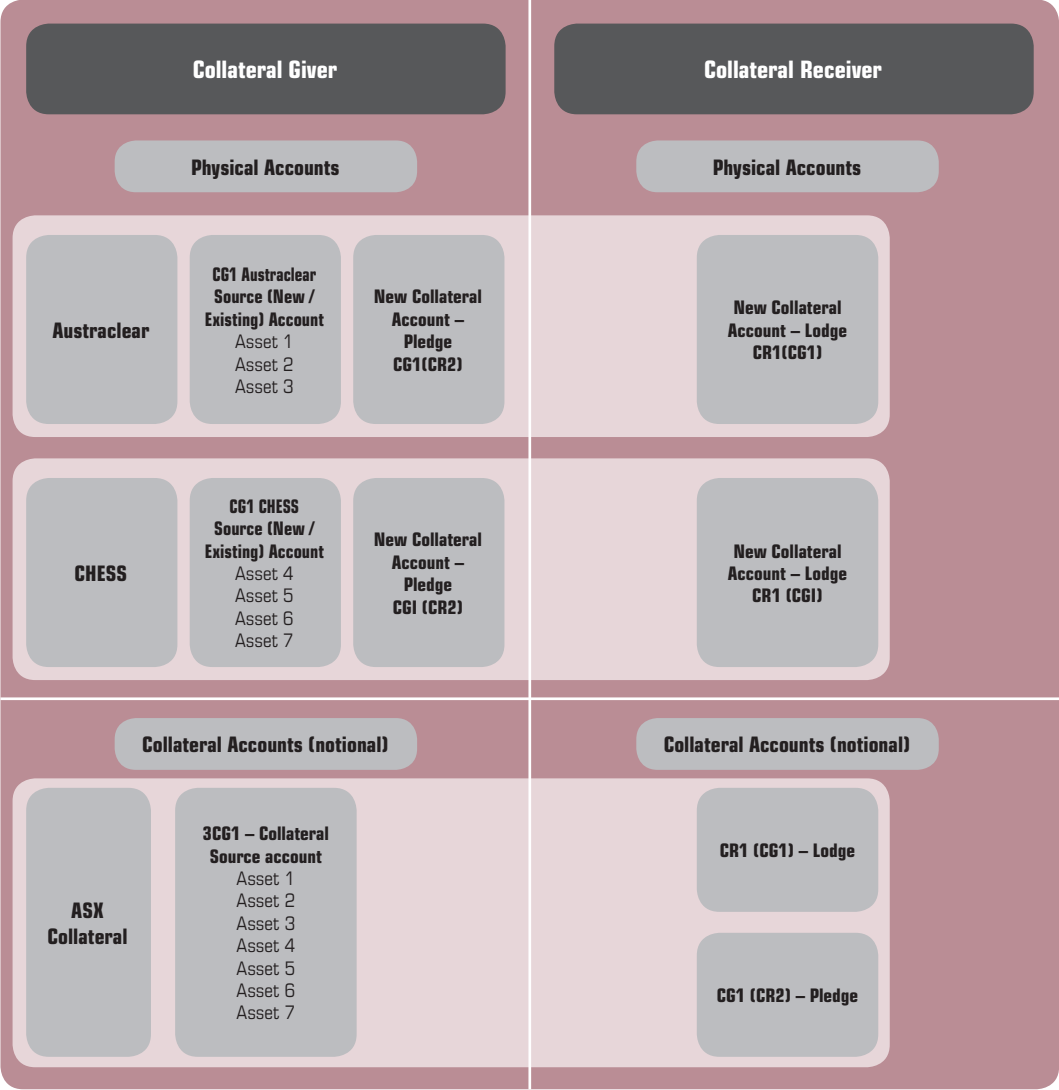 Collateral Giver
Collateral Receiver
Physical Accounts
Physical Accounts
Austraclear
CG1 Austraclear
Source (New /
Existing) Account
Asset 1
Asset 2
Asset 3
New Collateral
Account –
Pledge
CG1(CR2)
New Collateral
Account – Lodge
CR1(CG1)
CHESS
CG1 CHESS
Source (New /
Existing) Account
Asset 4
Asset 5
Asset 6
Asset 7
New Collateral
Account –
Pledge
CGI (CR2)
New Collateral
Account – Lodge
CR1 (CGI)
Collateral Accounts (notional)
Collateral Accounts (notional)
ASX
Collateral
3CG1 – Collateral
Source account
Asset 1
Asset 2
Asset 3
Asset 4
Asset 5
Asset 6
Asset 7
CR1 (CG1) – Lodge
CG1 (CR2) – Pledge